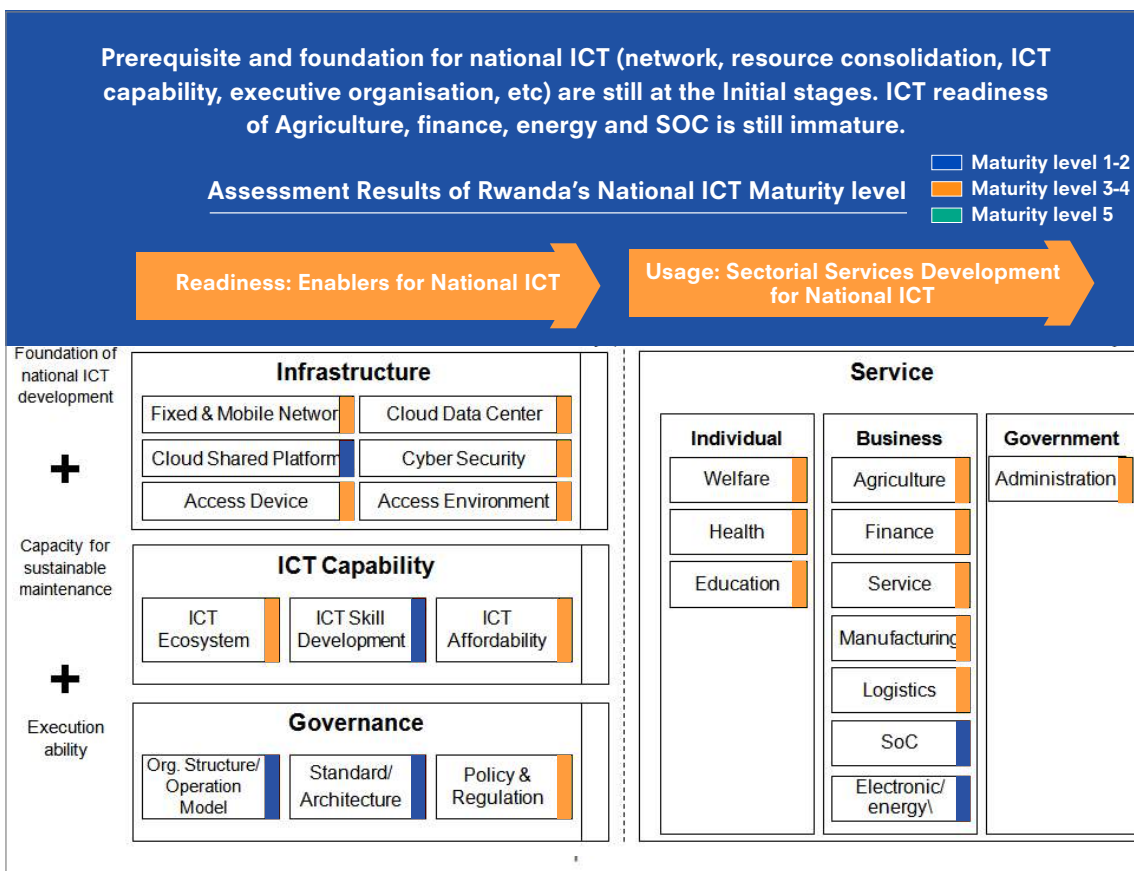 Prerequisite and foundation for national ICT (network, resource consolidation, ICT
capability, executive organisation, etc) are still at the Initial stages. ICT readiness
of Agriculture, finance, energy and SOC is still immature.
Assessment Results of Rwanda's National ICT Maturity level
Maturity level 1-2
Maturity level 3-4
Maturity level 5
Readiness: Enablers for National ICT
Usage: Sectorial Services Development
for National ICT
Foundation of
national ICT
development
+
Capacity for
sustainable
maintenance
+
Execution
ability
Infrastructure
Fixed & Mobile Networ
Cloud Data Center
Cloud Shared Platform
Cyber Security
Access Device
Access Environment
ICT Capability
ICT
Ecosystem
ICT Skill
Development
ICT
Affordability
Governance
Org. Structure/
Operation
Model
Standard/
Architecture
Policy &
Regulation
Service
Individual
Welfare
Health
Education
Business
Agriculture
Finance
Service
Manufacturing
Logistics
SoC
Electronic/
energy\
Government
Administration